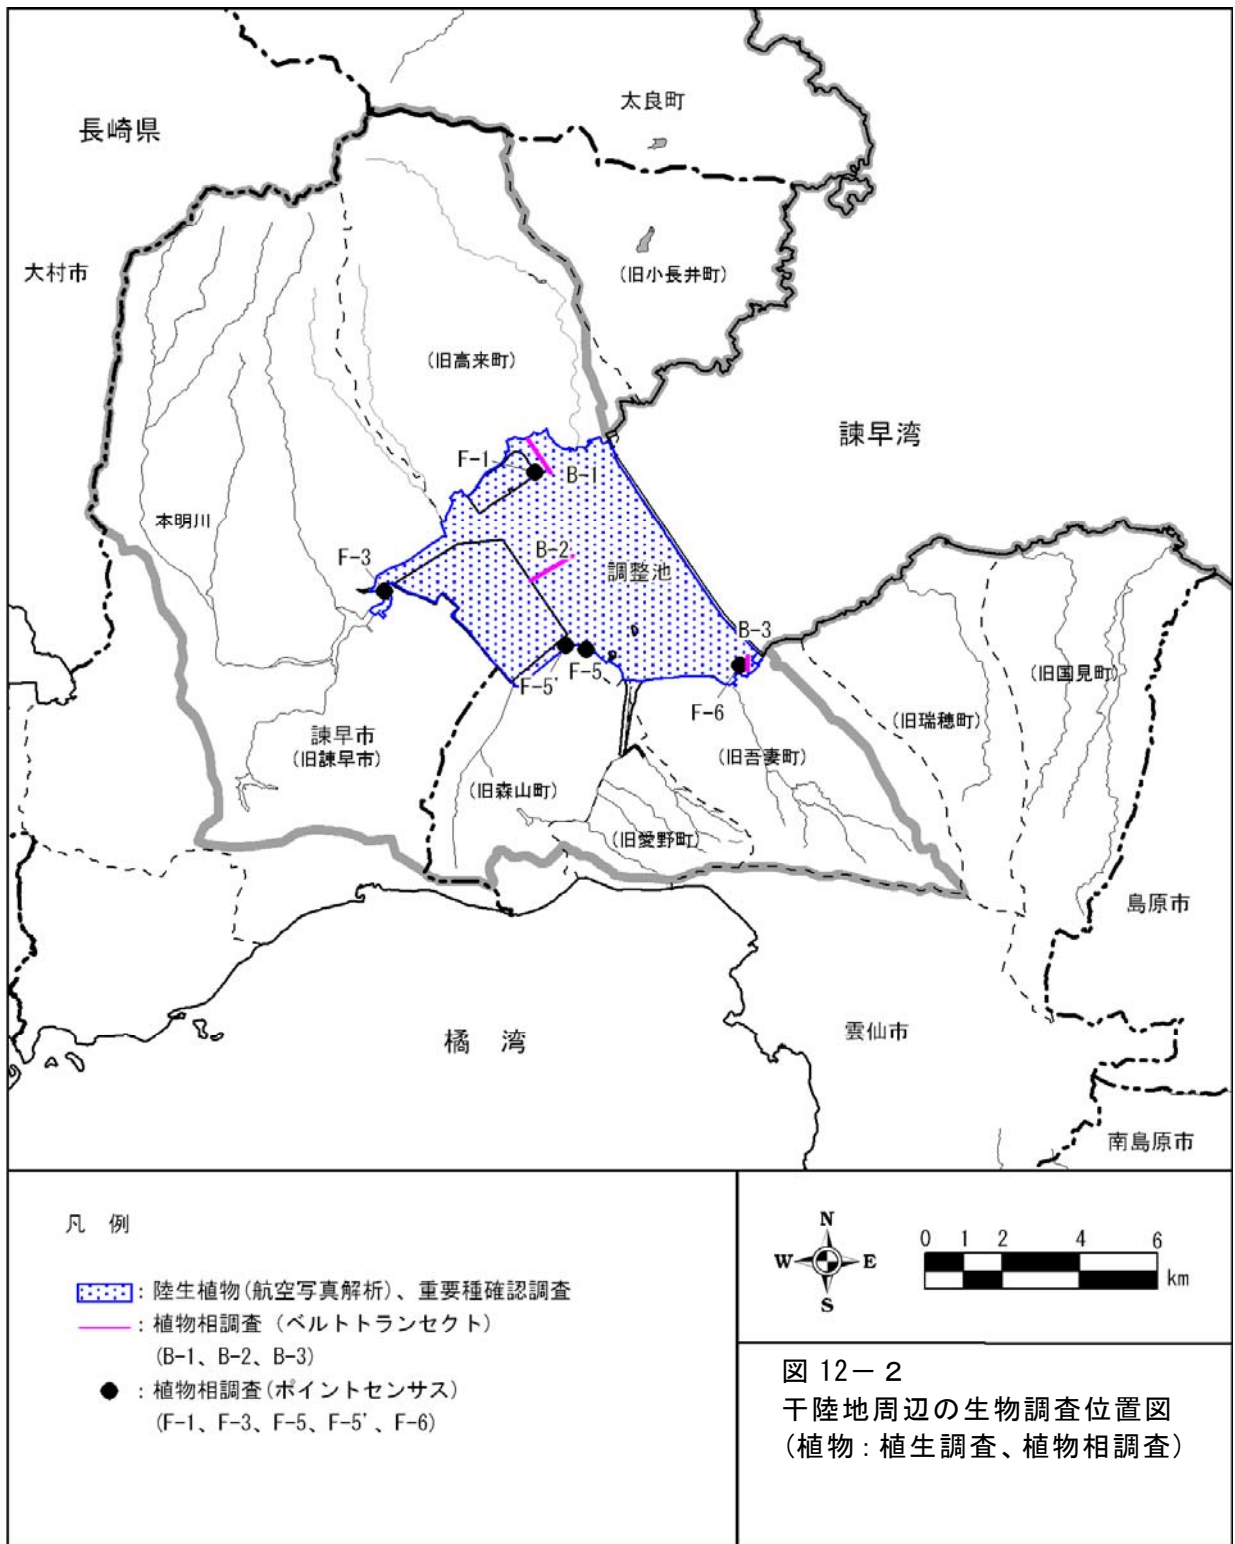 太良町
長崎県
大村市
(旧小長井町)
(旧高来町)
諫早湾
F-1
B-1
本明川
F-3
B-2
調整池
B-3
F-5'
F-5
F-6
(旧国見町)
(旧瑞穂町)
諫早市
(旧諫早市)
(旧吾妻町)
(旧森山町)
(旧愛野町)
島原市
橘 湾
雲仙市
南島原市
凡 例
: 陸生植物(航空写真解析)、重要種確認調査
: 植物相調査 (ベルトトランセクト)
(B-1、B-2、B-3)
: 植物相調査(ポイントセンサス)
(F-1、F-3、F-5、F-5'、F-6)
N
W E
S
0 1 2 4 6
km
図 12-2
干陸地周辺の生物調査位置図
(植物:植生調査、植物相調査)